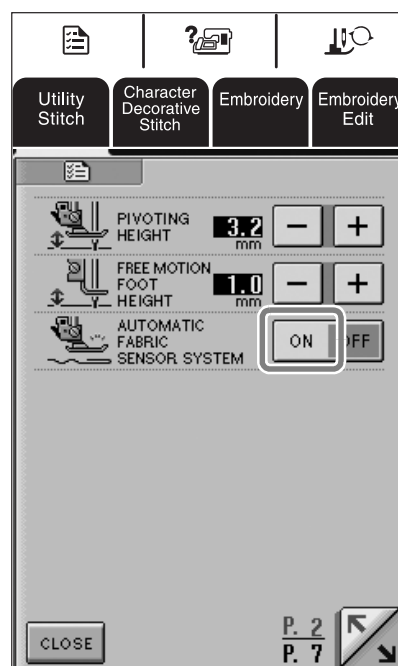 Utility
Stitch
Character
Decorative
Stitch
Embroidery
Embroidery
Edit
PIVOTING
HEIGHT
3.2
mm
FREE MOTION
FOOT
HEIGHT
1.0
mm
AUTOMATIC
FABRIC
SENSOR SYSTEM
ON
OFF
CLOSE
P. 2
P. 7